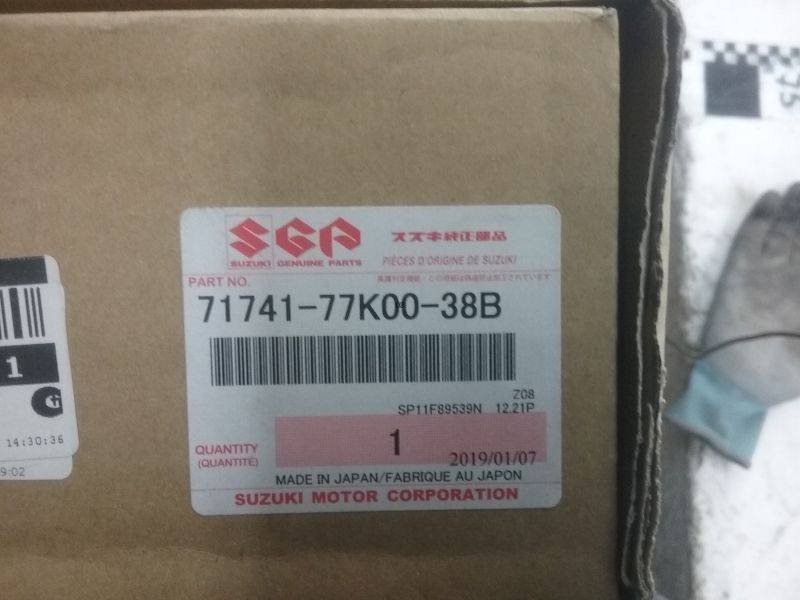 SGP
SUZUKI GENUINE PARTS
スズキ純正部品
PIÈCES D'ORIGINE DE SUZUKI
PART NO.
71741-77K00-38B
Z08
SP11F89539N 12.21P
QUANTITY
(QUANTITÉ)
1
2019/01/07
MADE IN JAPAN/FABRIQUE AU JAPON
SUZUKI MOTOR CORPORATION
1
G
14:30:36
9:02